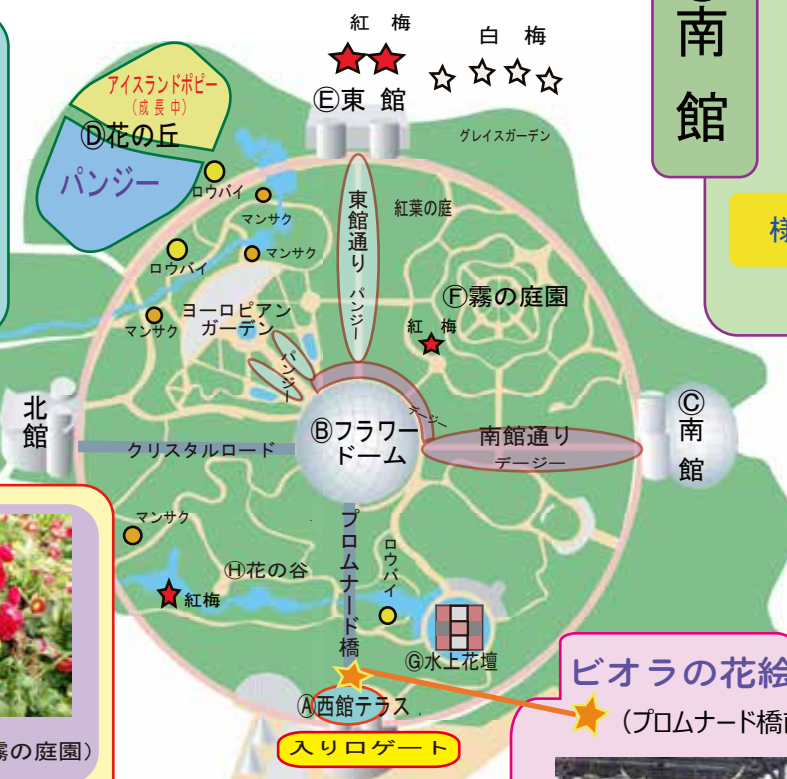 紅 梅
白 梅
Ⓔ東 館
グレイスガーデン
アイスランドポピー
(成長中)
Ⓓ花の丘
パンジー
ロウバイ
マンサク
ロウバイ
マンサク
マンサク
ヨーロピアン
ガーデン
パンジー
東館通り パンジー
紅葉の庭
Ⓕ霧の庭園
紅 梅
南 館
様
北館
クリスタルロード
Ⓑフラワー
ドーム
デージー
南館通り
デージー
Ⓒ南 館
マンサク
Ⓗ花の谷
紅梅
プロムナード橋
ロウバイ
Ⓖ水上花壇
Ⓐ西館テラス
入り口ゲート
霧の庭園)
ビオラの花絵
(プロムナード橋前